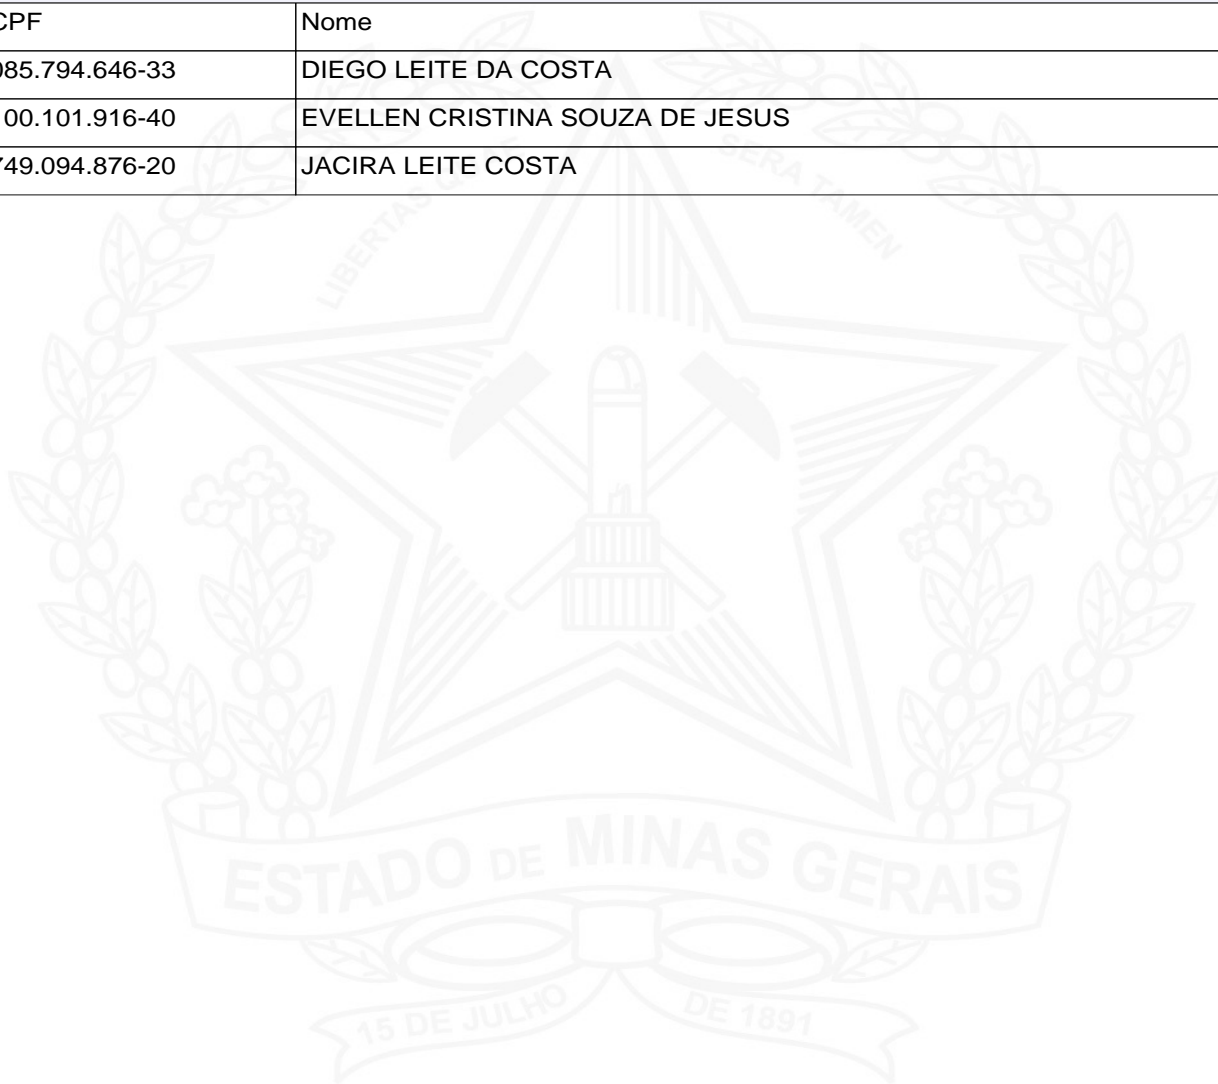 CPF Nome
085.794.646-33 DIEGO LEITE DA COSTA
00.101.916-40 EVELLEN CRISTINA SOUZA DE JESUS
749.094.876-20 JACIRA LEITE COSTA
LIBERTAS QUE SERA TAMEN
ESTADO DE MINAS GERAIS
15 DE JULHO DE 1891